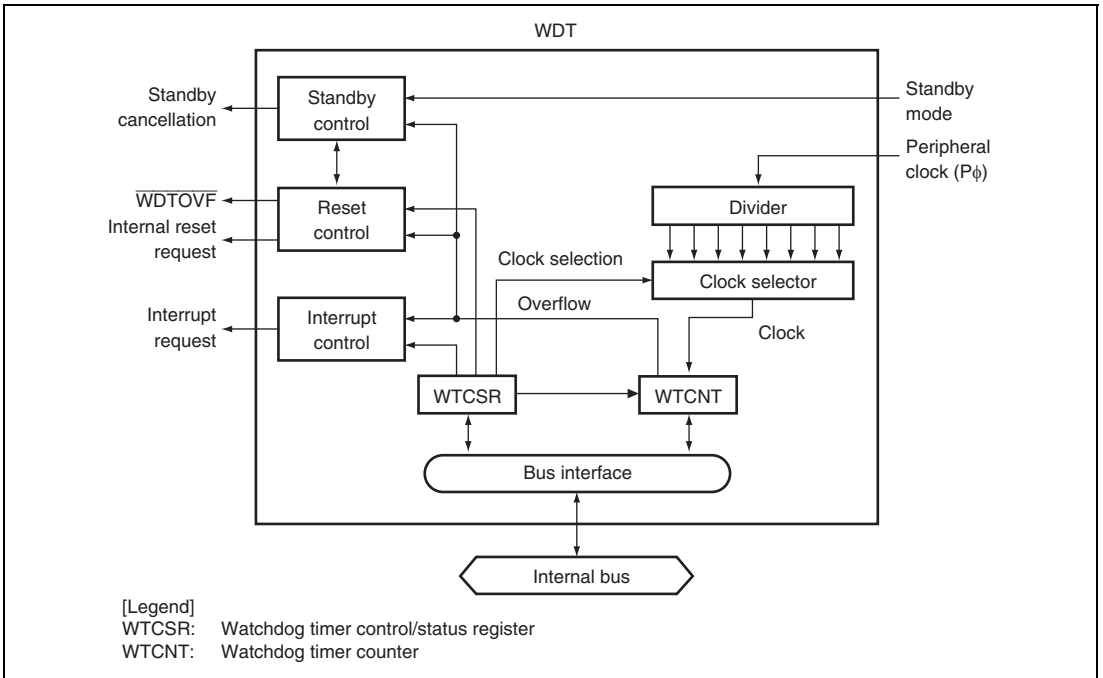 WDT
Standby
cancellation
Standby
control
Standby
mode
Peripheral
clock (Pϕ)
WDTOVF
Internal reset
request
Reset
control
Divider
Clock selection
Clock selector
Interrupt
request
Interrupt
control
Overflow
Clock
WTCSR
WTCNT
Bus interface
Internal bus
[Legend]
WTCSR: Watchdog timer control/status register
WTCNT: Watchdog timer counter